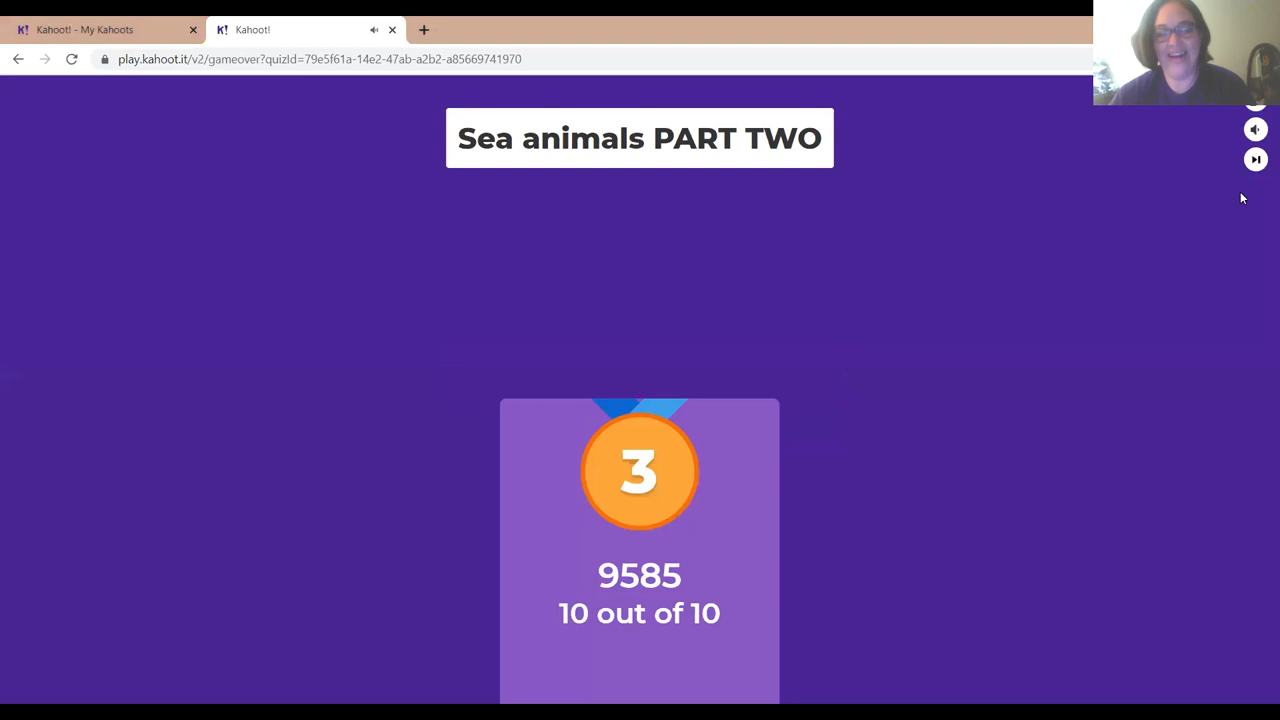 K! Kahoot! - My Kahoots
K! Kahoot!
play.kahoot.it/v2/gameover?quizId=79e5f61a-14e2-47ab-a2b2-a85669741970
Sea animals PART TWO
3
9585
10 out of 10